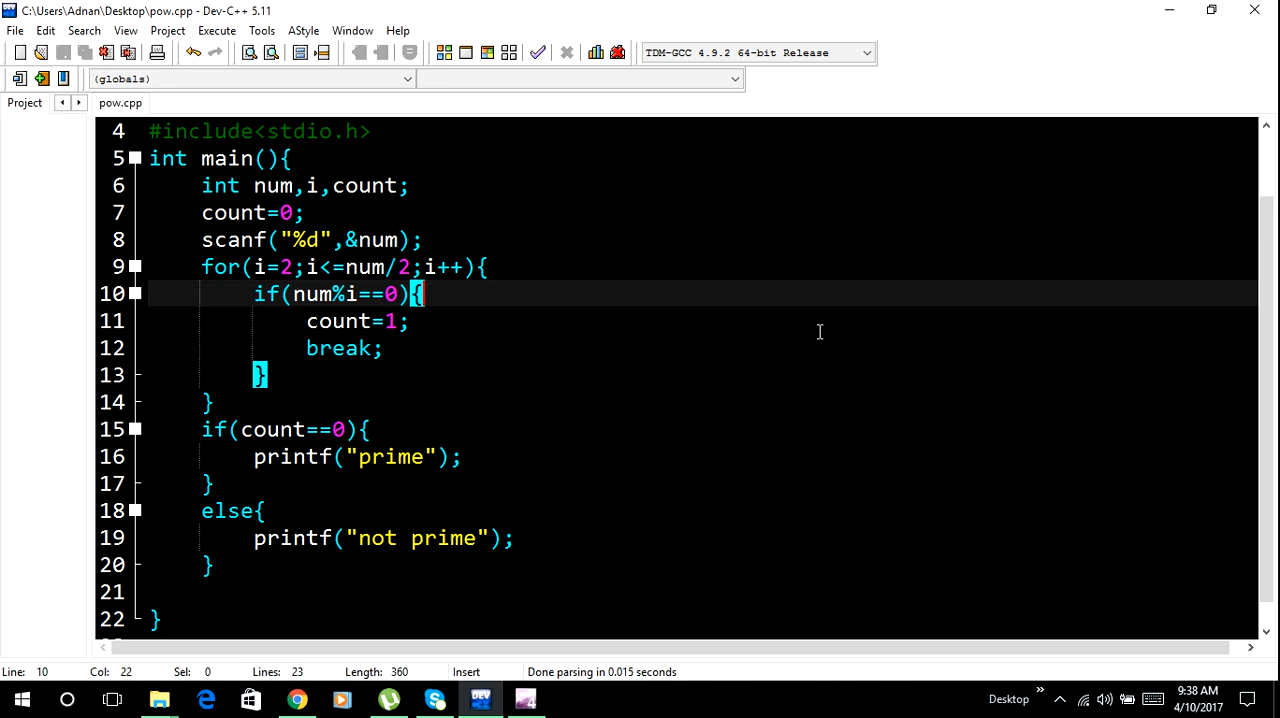 C:\Users\Adnan\Desktop\pow.cpp - Dev-C++ 5.11
File Edit Search View Project Execute Tools AStyle Window Help
TDM-GCC 4.9.2 64-bit Release
(globals)
Project pow.cpp
4 #include<stdio.h>
5 int main(){
6 int num,i,count;
7 count=0;
8 scanf("%d",&num);
9 for(i=2;i<=num/2;i++){
10 if(num%i==0){
11 count=1;
12 break;
13 }
14 }
15 if(count==0){
16 printf("prime");
17 }
18 else{
19 printf("not prime");
20 }
21
22 }
Line: 10 Col: 22 Sel: 0 Lines: 23 Length: 360 Insert Done parsing in 0.015 seconds
DEV 4 Desktop 9:38 AM
4/10/2017